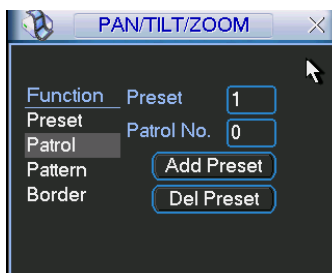 PAN/TILT/ZOOM
Function
Preset
Patrol
Pattern
Border
Preset 1
Patrol No. 0
Add Preset
Del Preset